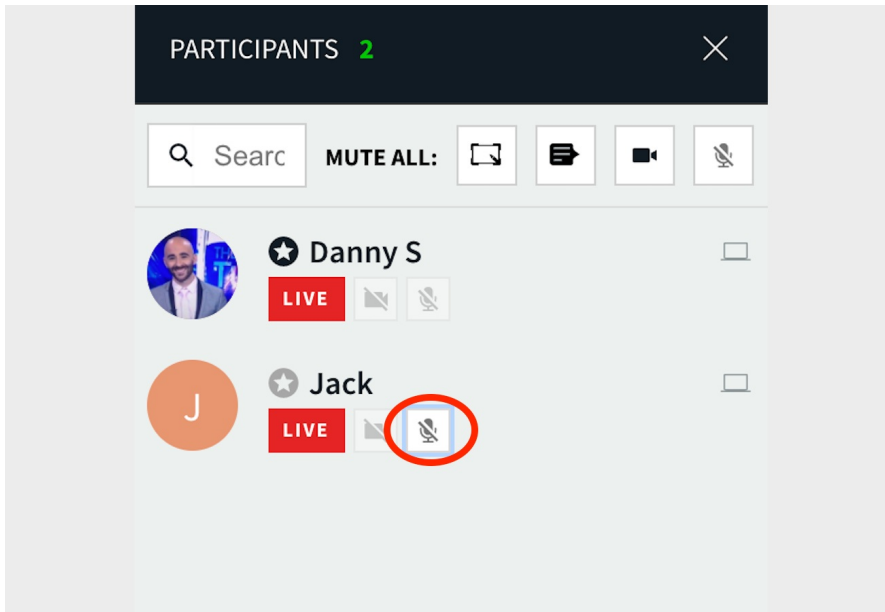 PARTICIPANTS 2
Searc MUTE ALL:
Danny S
LIVE
J
Jack
LIVE